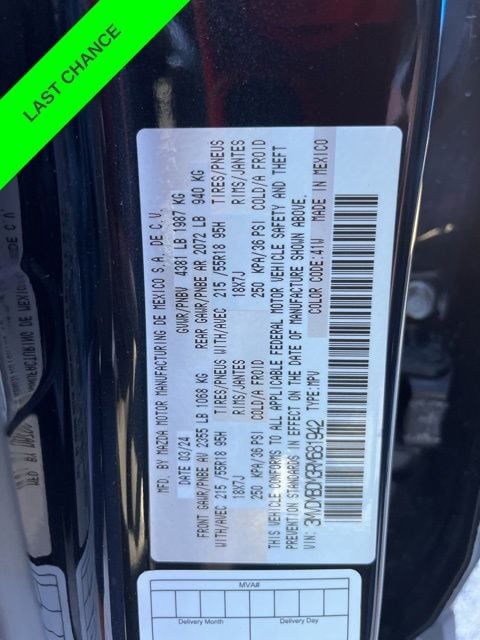 LAST CHANCE
MFD. BY MAZDA MOTOR MANUFACTURING DE MEXICO S.A. DE C.V.
DATE 03/24 GVWR/PNBV 4381 LB 1987 KG
FRONT GAWR/PNBE AV 2355 LB 1068 KG REAR GAWR/PNBE AR 2072 LB 940 KG
WITH/AVEC 215/55R18 95H TIRES/PNEUS WITH/AVEC 215/55R18 95H TIRES/PNEUS
18X7J RIMS/JANTES 18X7J RIMS/JANTES
250 KPA/36 PSI COLD/A FROID 250 KPA/36 PSI COLD/A FROID
THIS VEHICLE CONFORMS TO ALL APPLICABLE FEDERAL MOTOR VEHICLE SAFETY AND THEFT
PREVENTION STANDARDS IN EFFECT ON THE DATE OF MANUFACTURE SHOWN ABOVE.
VIN: 3MVDMBDM3RM631942 TYPE: MPV COLOR CODE: 41W MADE IN MEXICO
MVA#
Delivery Month Delivery Day